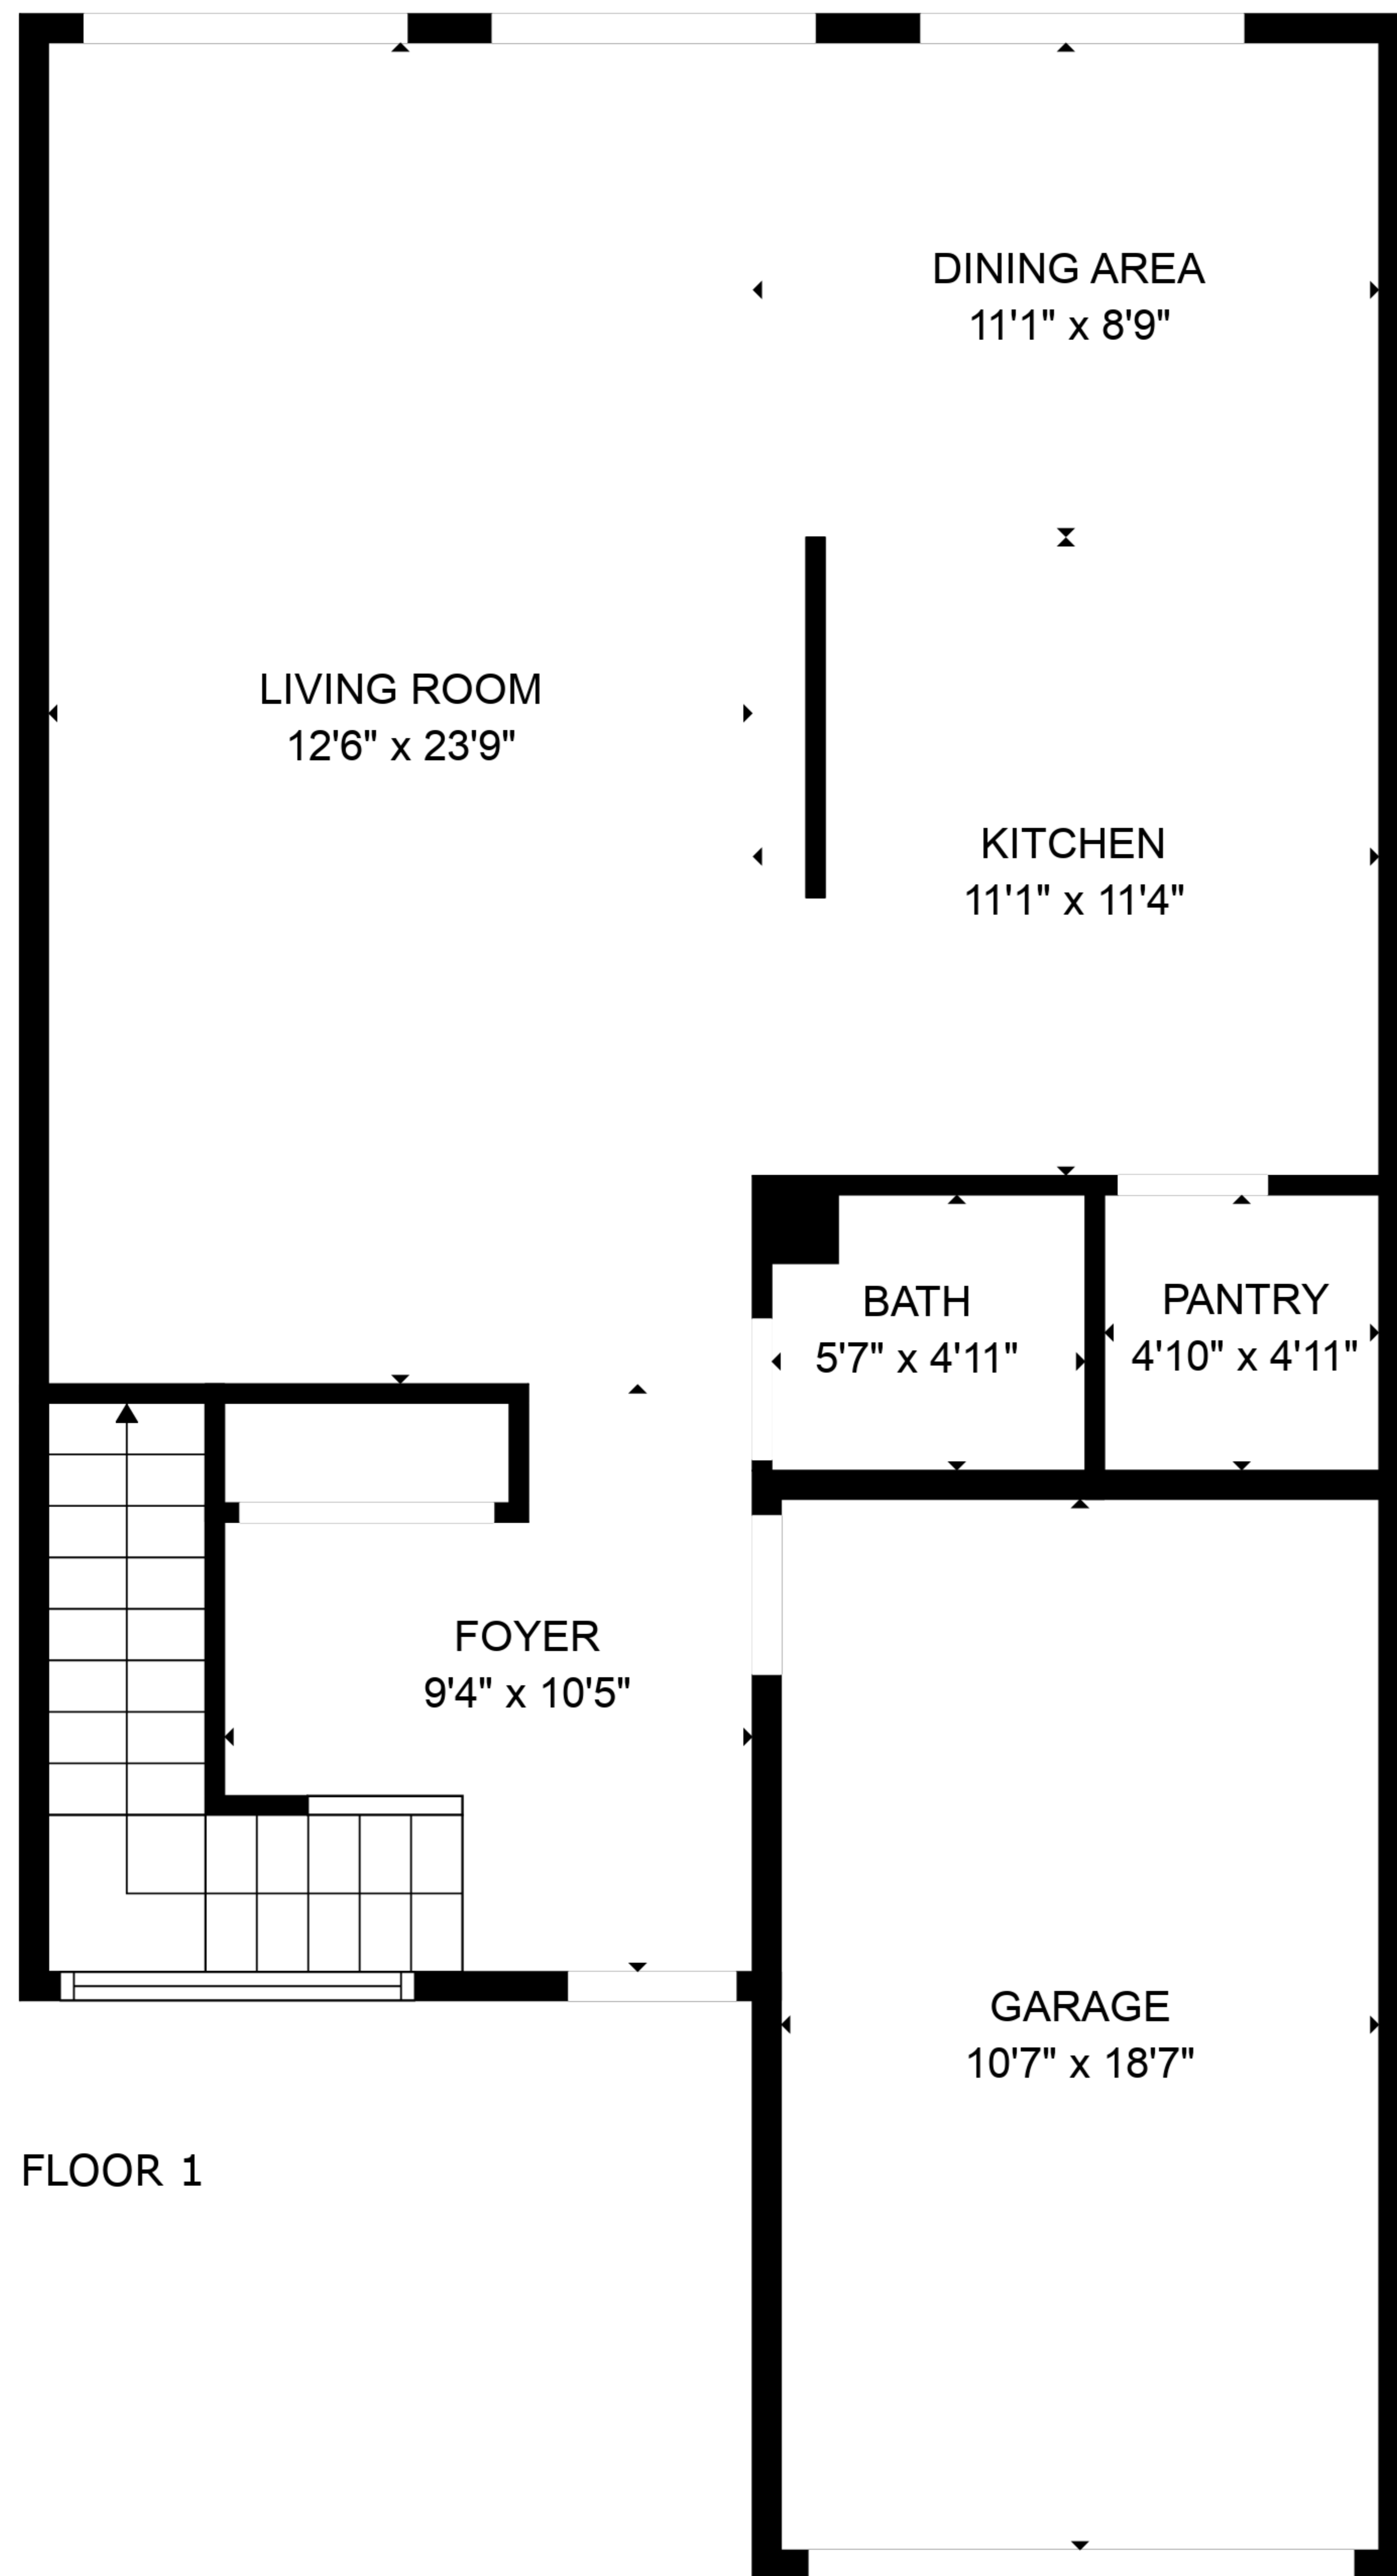 DINING AREA
11'1" x 8'9"
LIVING ROOM
12'6" x 23'9"
KITCHEN
11'1" x 11'4"
BATH
5'7" x 4'11"
PANTRY
4'10" x 4'11"
FOYER
9'4" x 10'5"
GARAGE
10'7" x 18'7"
FLOOR 1